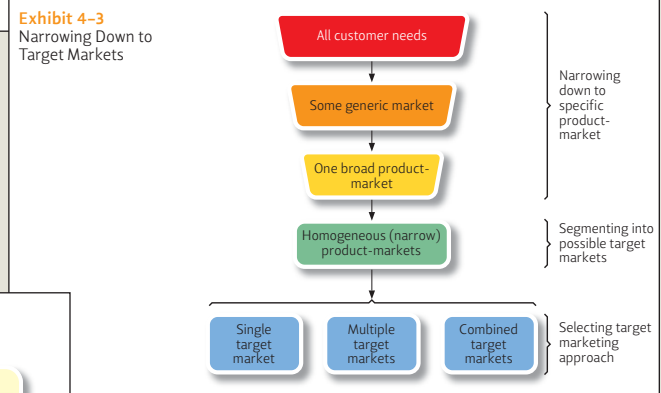 Exhibit 4–3
Narrowing Down to
Target Markets
All customer needs
Some generic market
One broad product-
market
Narrowing
down to
specific
product-
market
Homogeneous (narrow)
product-markets
Segmenting into
possible target
markets
Single
target
market
Multiple
target
markets
Combined
target
markets
Selecting target
marketing
approach